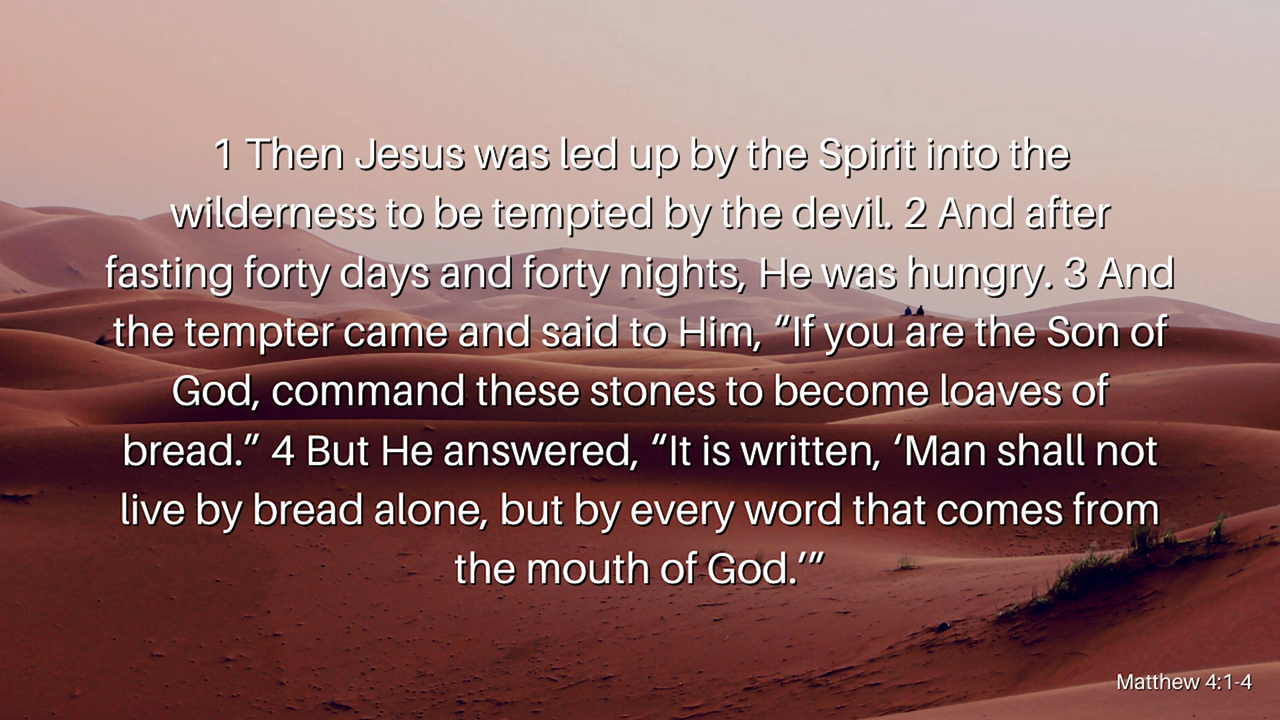 1 Then Jesus was led up by the Spirit into the
wilderness to be tempted by the devil. 2 And after
fasting forty days and forty nights, He was hungry. 3 And
the tempter came and said to Him, “If you are the Son of
God, command these stones to become loaves of
bread.” 4 But He answered, “It is written, ‘Man shall not
live by bread alone, but by every word that comes from
the mouth of God.’”
Matthew 4:1-4